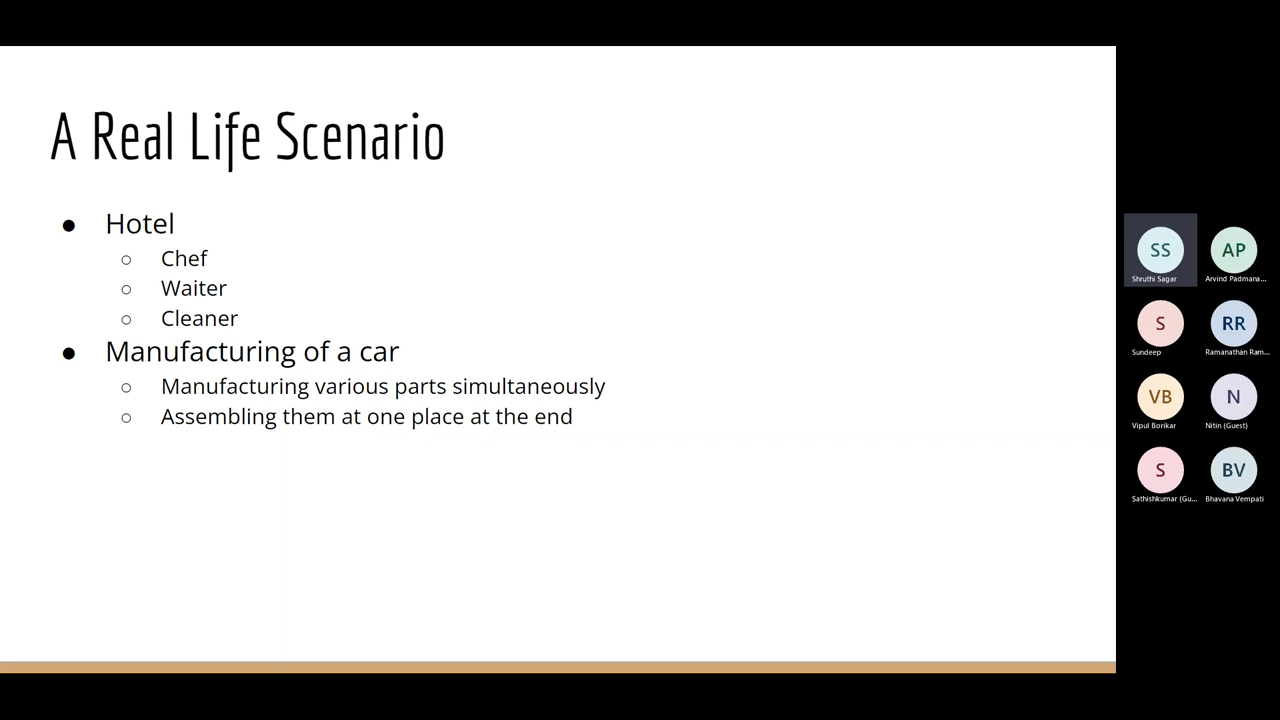 A Real Life Scenario
● Hotel
○ Chef
○ Waiter
○ Cleaner
● Manufacturing of a car
○ Manufacturing various parts simultaneously
○ Assembling them at one place at the end
SS AP
Shruthi Sagar Arvind Padmana...
S RR
Sundeep Ramanathan Ram...
VB N
Vipul Borikar Nitin (Guest)
S BV
Sathishkumar (Gu... Bhavana Vempati